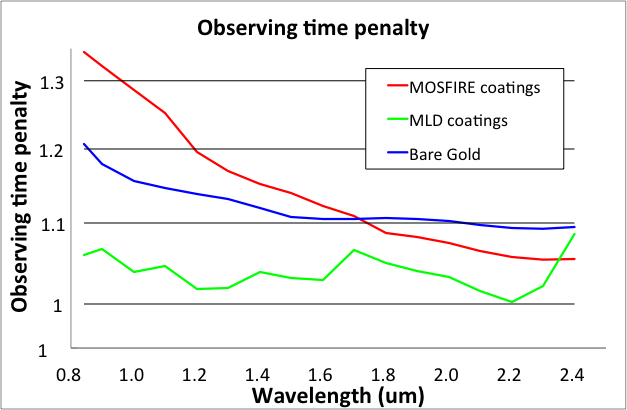 Observing time penalty
Observing time penalty
1.3
1.2
1.1
1
1
MOSFIRE coatings
MLD coatings
Bare Gold
0.8 1.0 1.2 1.4 1.6 1.8 2.0 2.2 2.4
Wavelength (um)